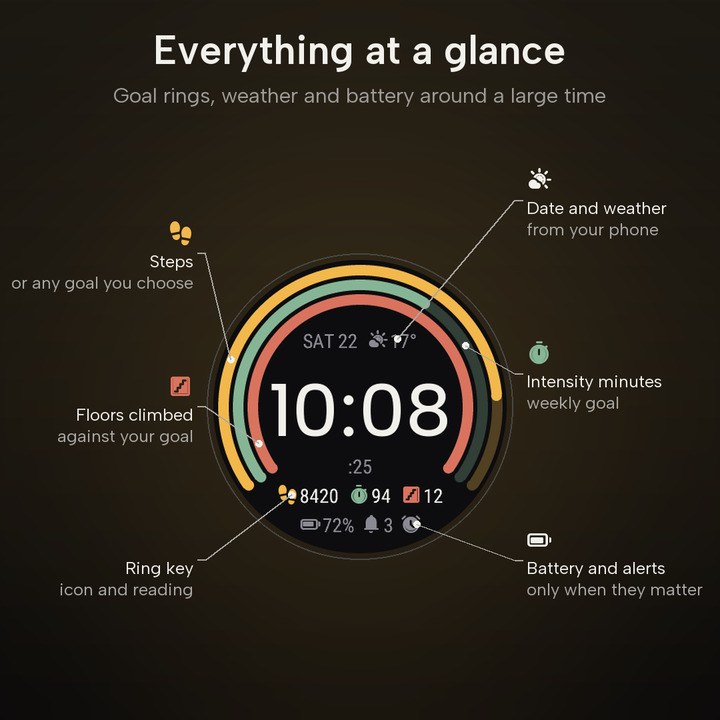 Everything at a glance
Goal rings, weather and battery around a large time
Date and weather
from your phone
Steps
or any goal you choose
SAT 22 17°
Intensity minutes
weekly goal
Floors climbed
against your goal
10:08
:25
8420 94 12
72% 3
Ring key
icon and reading
Battery and alerts
only when they matter